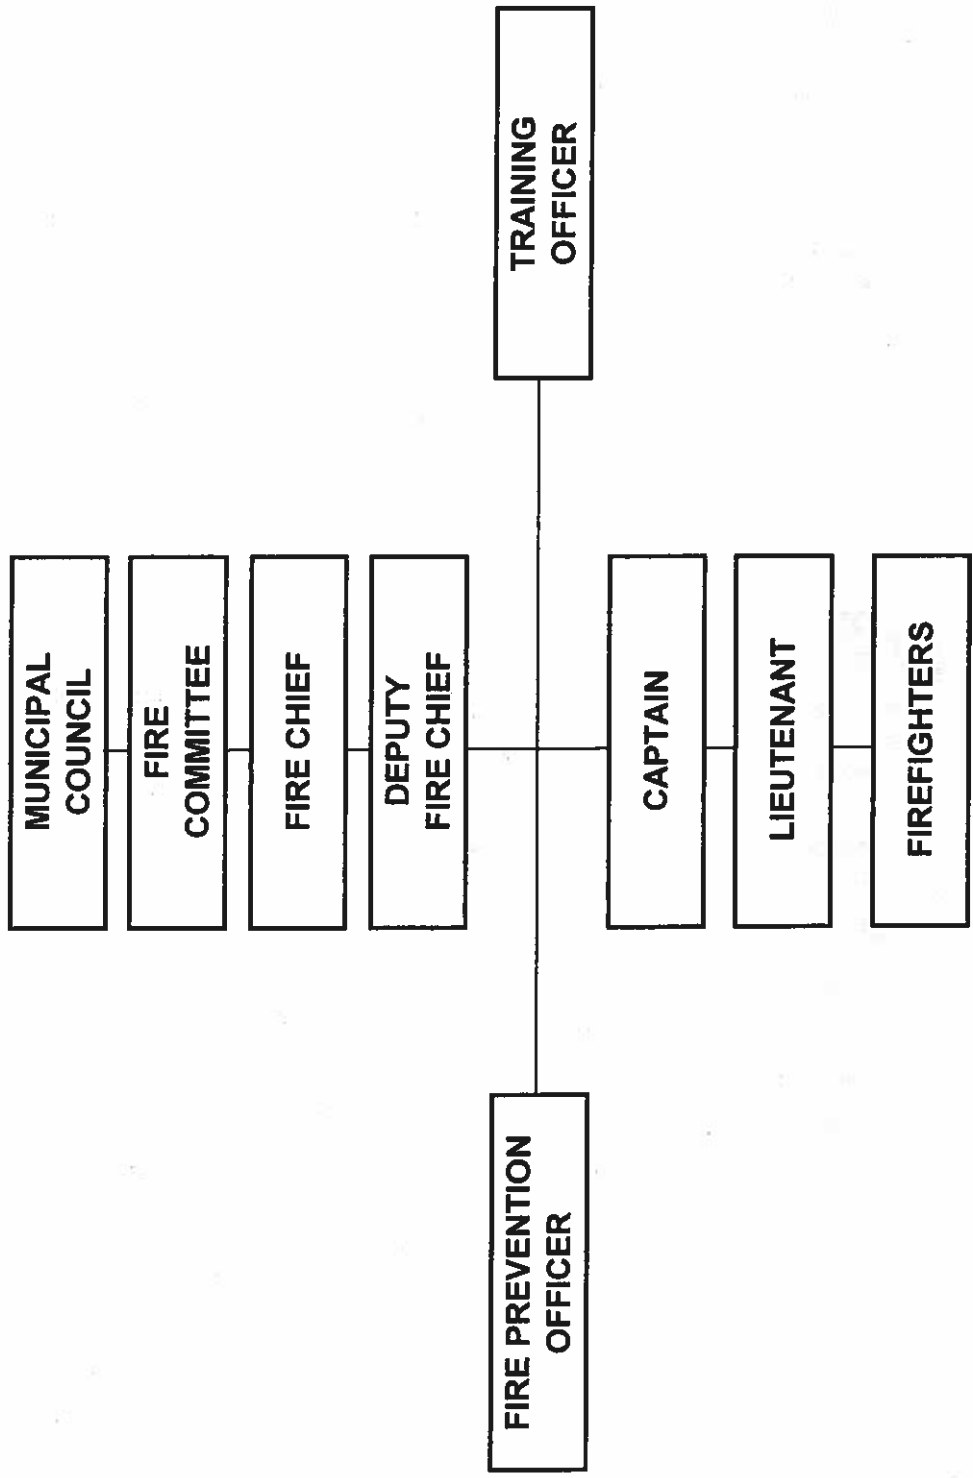 MUNICIPAL
COUNCIL
FIRE
COMMITTEE
FIRE CHIEF
DEPUTY
FIRE CHIEF
FIRE PREVENTION
OFFICER
TRAINING
OFFICER
CAPTAIN
LIEUTENANT
FIREFIGHTERS